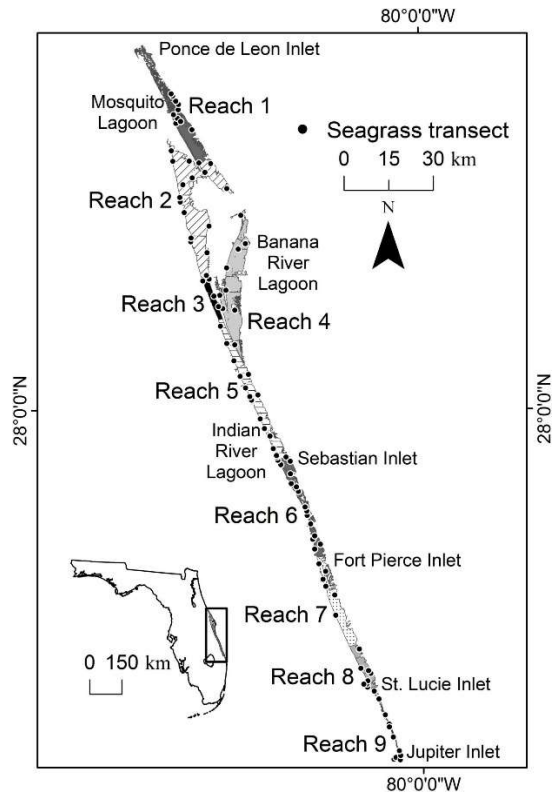 80°0'0"W
Ponce de Leon Inlet
Mosquito
Lagoon
Reach 1
Seagrass transect
0 15 30 km
N
Reach 2
Banana
River
Lagoon
Reach 3
Reach 4
Reach 5
28°0'0"N
28°0'0"N
Indian
River
Lagoon
Sebastian Inlet
Reach 6
Fort Pierce Inlet
Reach 7
0 150 km
Reach 8
St. Lucie Inlet
Reach 9
Jupiter Inlet
80°0'0"W